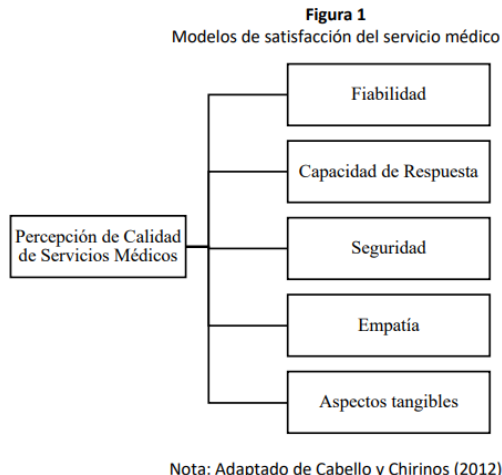 Figura 1
Modelos de satisfacción del servicio médico
Fiabilidad
Capacidad de Respuesta
Percepción de Calidad
de Servicios Médicos
Seguridad
Empatía
Aspectos tangibles
Nota: Adaptado de Cabello y Chirinos (2012)